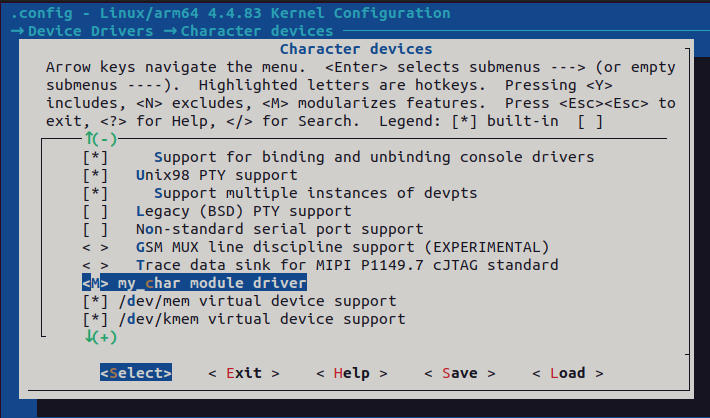 .config - Linux/arm64 4.4.83 Kernel Configuration
→ Device Drivers → Character devices
Character devices
Arrow keys navigate the menu.  <Enter> selects submenus ---> (or empty
submenus ----).  Highlighted letters are hotkeys.  Pressing <Y>
includes, <N> excludes, <M> modularizes features.  Press <Esc><Esc> to
exit, <?> for Help, </> for Search.  Legend: [*] built-in  [ ]
↑(-)
[*]     Support for binding and unbinding console drivers
[*]   Unix98 PTY support
[*]     Support multiple instances of devpts
[ ]   Legacy (BSD) PTY support
[ ]   Non-standard serial port support
< >   GSM MUX line discipline support (EXPERIMENTAL)
< >   Trace data sink for MIPI P1149.7 cJTAG standard
<M> my_char module driver
[*] /dev/mem virtual device support
[*] /dev/kmem virtual device support
↓(+)
<Select>    < Exit >    < Help >    < Save >    < Load >